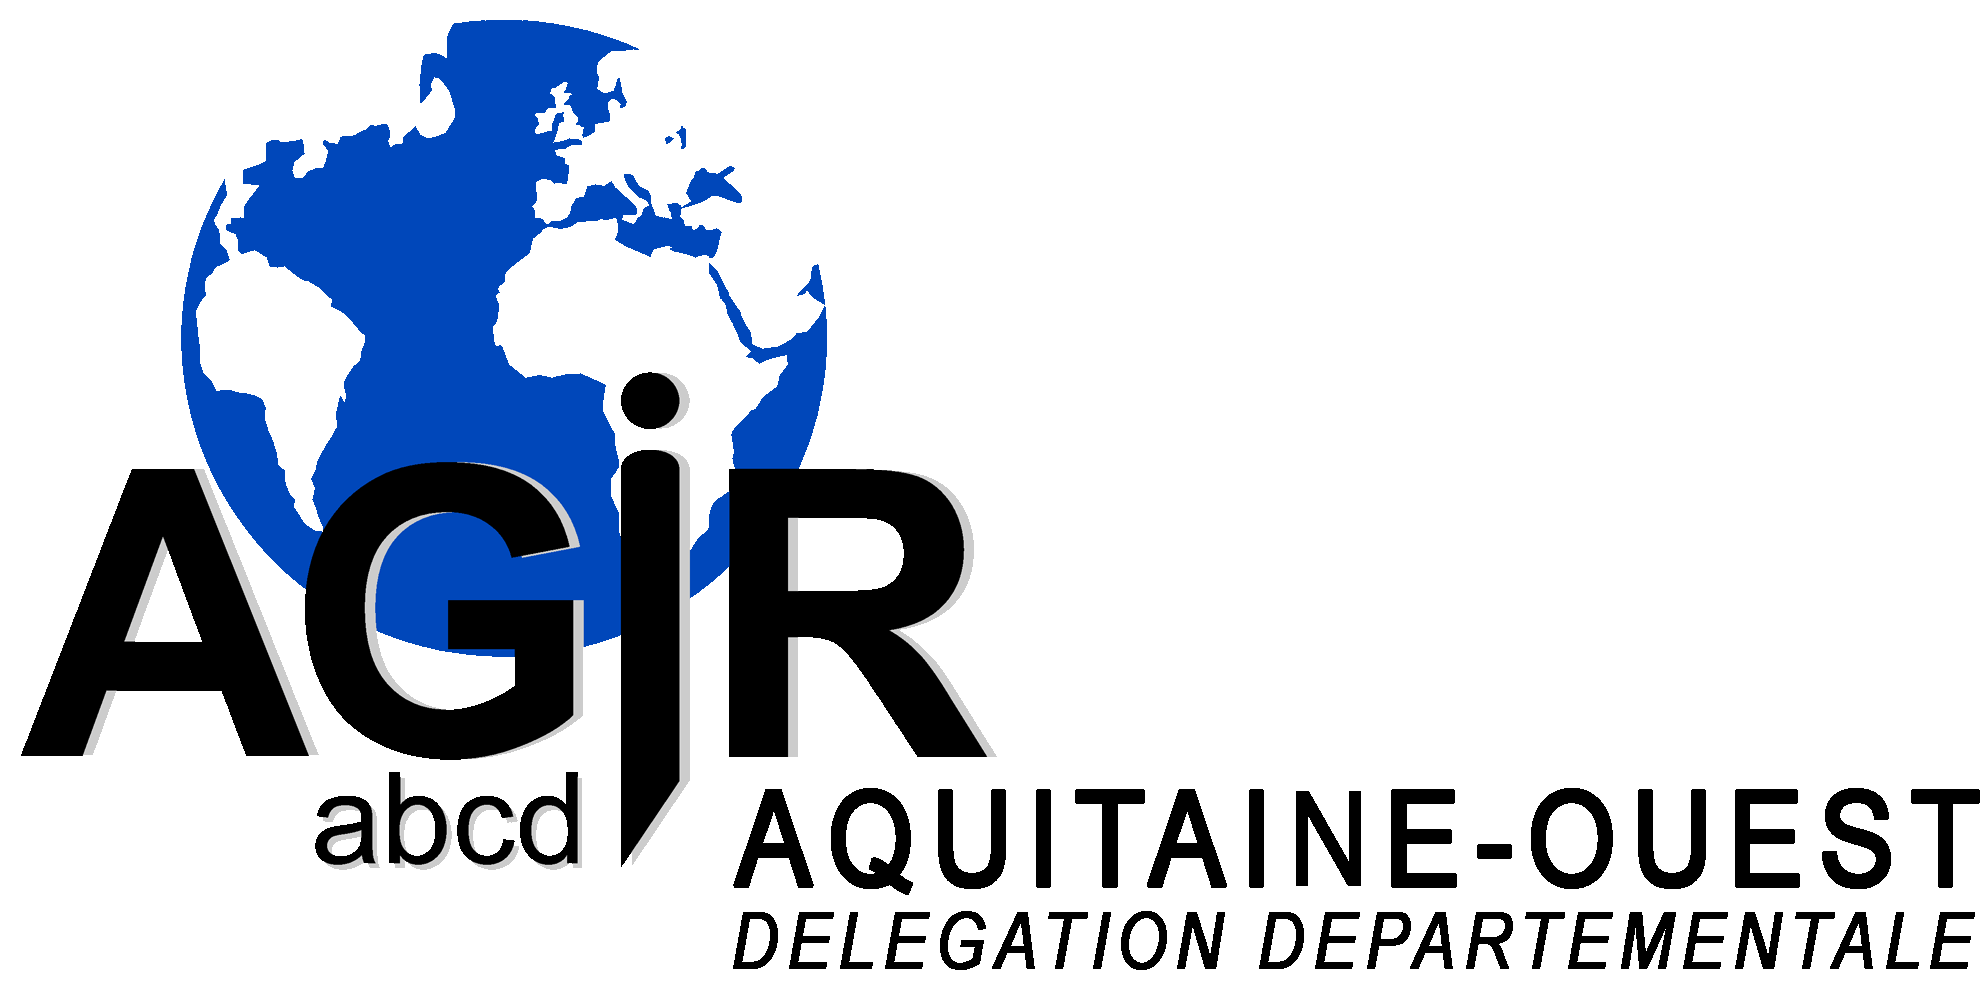 AGiR
abcd
AQUITAINE-OUEST
DELEGATION DEPARTEMENTALE